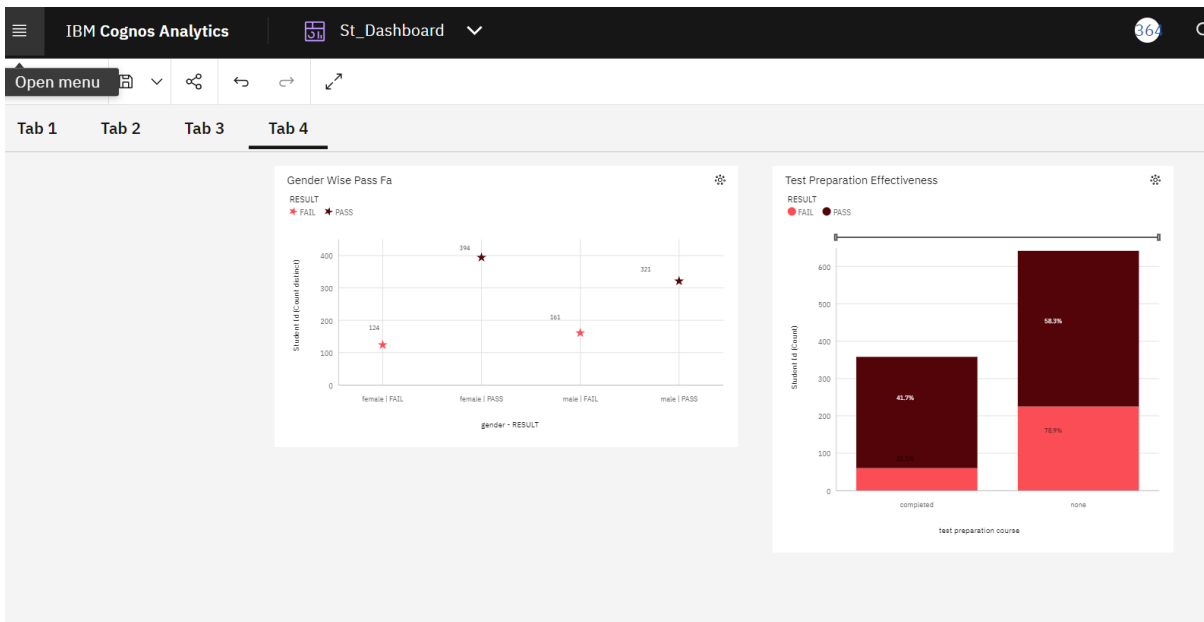 IBM Cognos Analytics
St_Dashboard
364
Open menu
Tab 1 Tab 2 Tab 3 Tab 4
Gender Wise Pass Fa
RESULT
FAIL PASS
Student Id (Count distinct)
400
300
200
100
0
124
394
161
321
female | FAIL female | PASS male | FAIL male | PASS
gender - RESULT
Test Preparation Effectiveness
RESULT
FAIL PASS
Student Id (Count)
600
500
400
300
200
100
0
41.7%
58.3%
78.9%
completed none
test preparation course